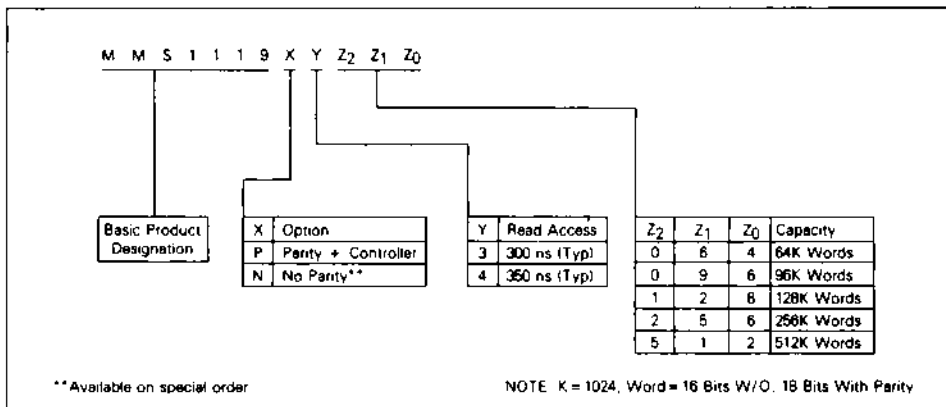 M M S 1 1 1 9 X Y Z2 Z1 Z0
Basic Product
Designation
X Option
P Parity + Controller
N No Parity**
Y Read Access
3 300 ns (Typ)
4 350 ns (Typ)
Z2 Z1 Z0 Capacity
0 6 4 64K Words
0 9 6 96K Words
1 2 8 128K Words
2 5 6 256K Words
5 1 2 512K Words
**Available on special order
NOTE K = 1024, Word = 16 Bits W/O, 18 Bits With Parity